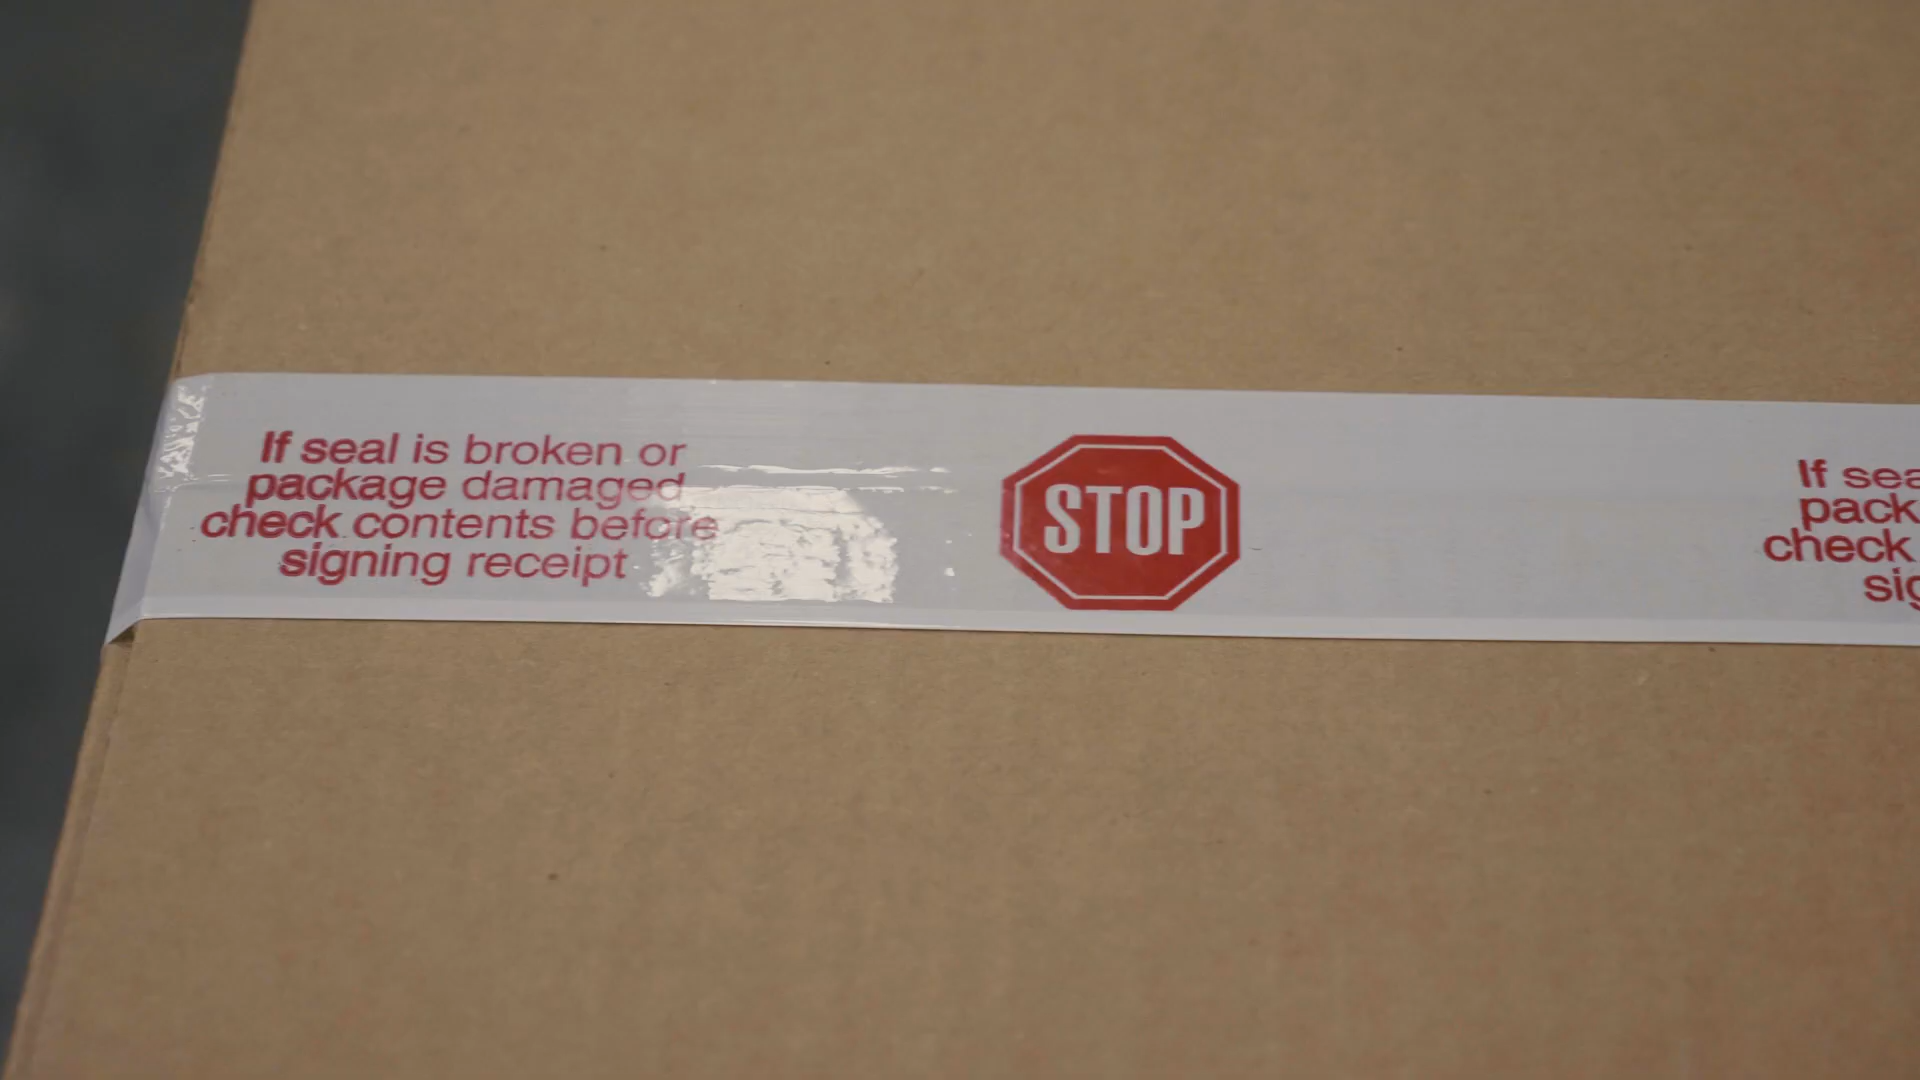 If seal is broken or
package damaged
check contents before
signing receipt
STOP
If sea
pack
check
sig